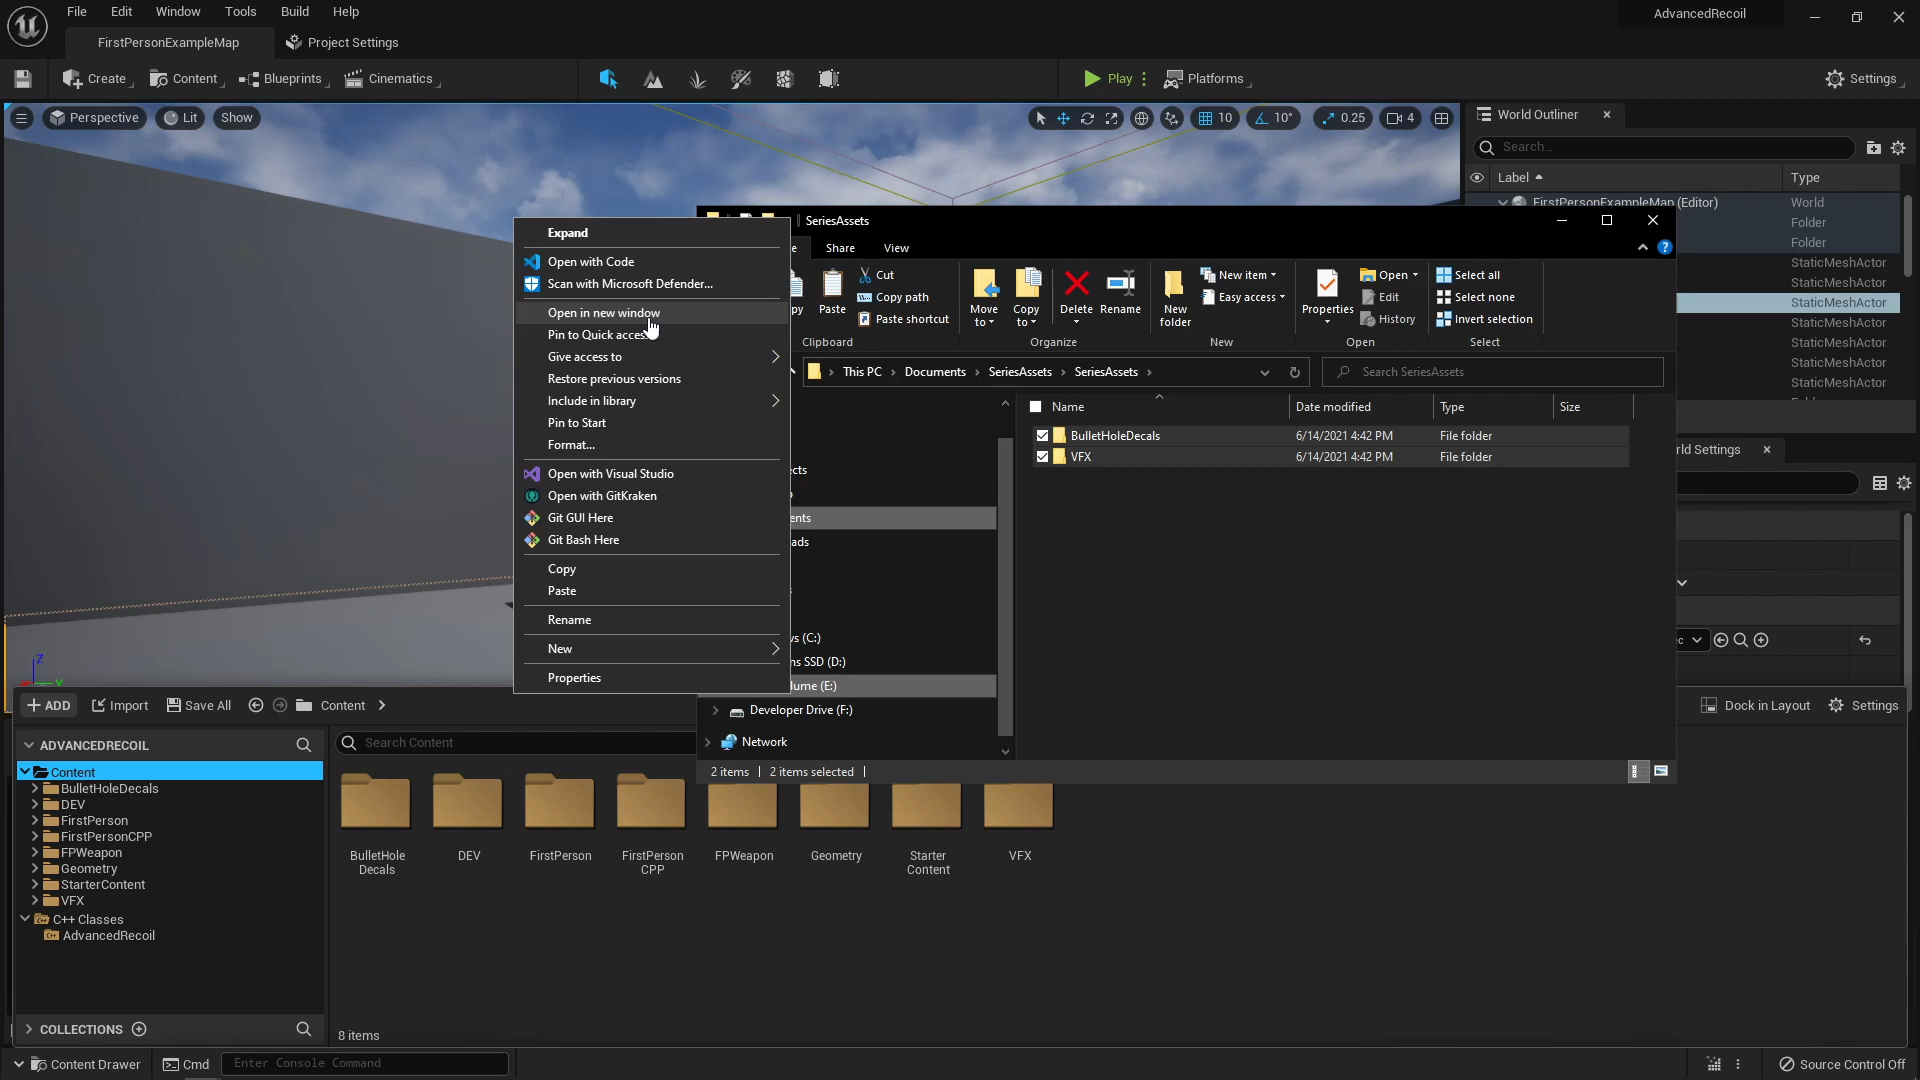 File Edit Window Tools Build Help
AdvancedRecoil
FirstPersonExampleMap
Project Settings
Create
Content
Blueprints
Cinematics
Play
Platforms
Settings
Perspective
Lit
Show
10
10°
0.25
4
World Outliner
Search...
Label
Type
FirstPersonExampleMap (Editor)
World
Folder
Folder
StaticMeshActor
StaticMeshActor
StaticMeshActor
StaticMeshActor
StaticMeshActor
StaticMeshActor
StaticMeshActor
rld Settings
Expand
Open with Code
Scan with Microsoft Defender...
Open in new window
Pin to Quick access
Give access to
Restore previous versions
Include in library
Pin to Start
Format...
Open with Visual Studio
Open with GitKraken
Git GUI Here
Git Bash Here
Copy
Paste
Rename
New
Properties
SeriesAssets
e
Share
View
py
Paste
Cut
Copy path
Paste shortcut
Clipboard
Move to
Copy to
Delete
Rename
Organize
New folder
New item
Easy access
New
Properties
Open
Edit
History
Open
Select all
Select none
Invert selection
Select
This PC
Documents
SeriesAssets
SeriesAssets
Search SeriesAssets
Name
Date modified
Type
Size
BulletHoleDecals
6/14/2021 4:42 PM
File folder
VFX
6/14/2021 4:42 PM
File folder
ects
ents
ads
s
ws (C:)
ns SSD (D:)
lume (E:)
Developer Drive (F:)
Network
2 items
2 items selected
ADD
Import
Save All
Content
Dock in Layout
Settings
ADVANCEDRECOIL
Search Content
Content
BulletHoleDecals
DEV
FirstPerson
FirstPersonCPP
FPWeapon
Geometry
StarterContent
VFX
C++ Classes
AdvancedRecoil
BulletHole
Decals
DEV
FirstPerson
FirstPerson
CPP
FPWeapon
Geometry
Starter
Content
VFX
COLLECTIONS
8 items
Content Drawer
Cmd
Enter Console Command
Source Control Off